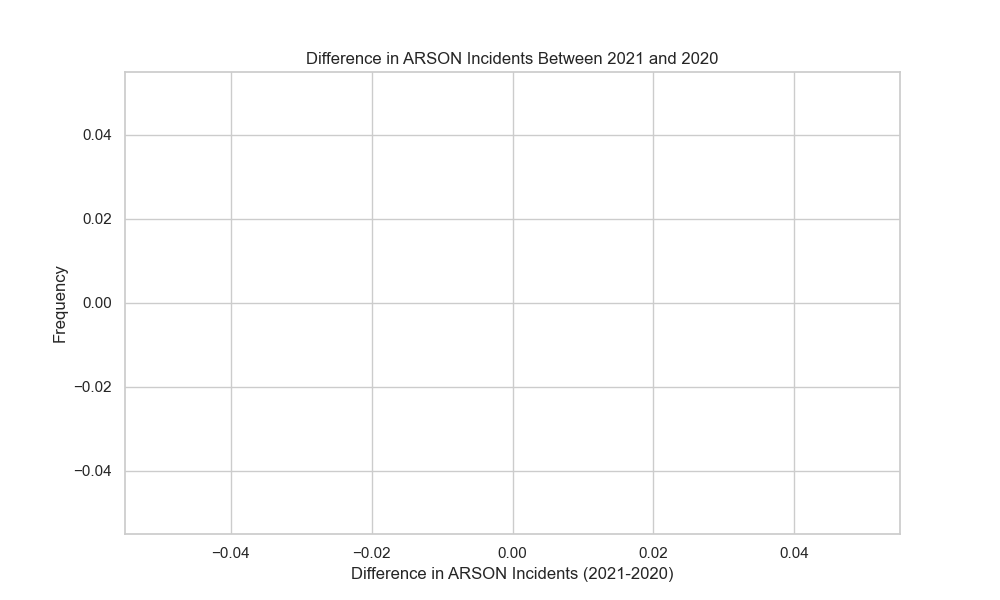 Difference in ARSON Incidents Between 2021 and 2020
0.04
0.02
0.00
−0.02
−0.04
Frequency
−0.04 −0.02 0.00 0.02 0.04
Difference in ARSON Incidents (2021-2020)